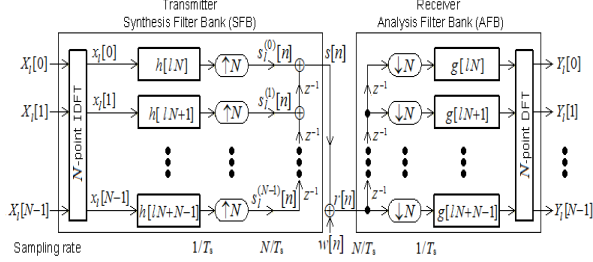 Transmitter
Synthesis Filter Bank (SFB)
Receiver
Analysis Filter Bank (AFB)
X_l[0] x_l[0] h[lN] ↑N s_l^{(0)}[n] s[n] ↓N g[lN] Y_l[0]
z^{-1} z^{-1}
X_l[1] x_l[1] h[lN+1] ↑N s_l^{(1)}[n] ↓N g[lN+1] Y_l[1]
z^{-1} z^{-1}
N-point IDFT
N-point DFT
z^{-1} z^{-1}
X_l[N−1] x_l[N−1] h[lN+N−1] ↑N s_l^{(N−1)}[n] r[n] ↓N g[lN+N−1] Y_l[N−1]
w[n]
Sampling rate 1/T_s N/T_s N/T_s 1/T_s